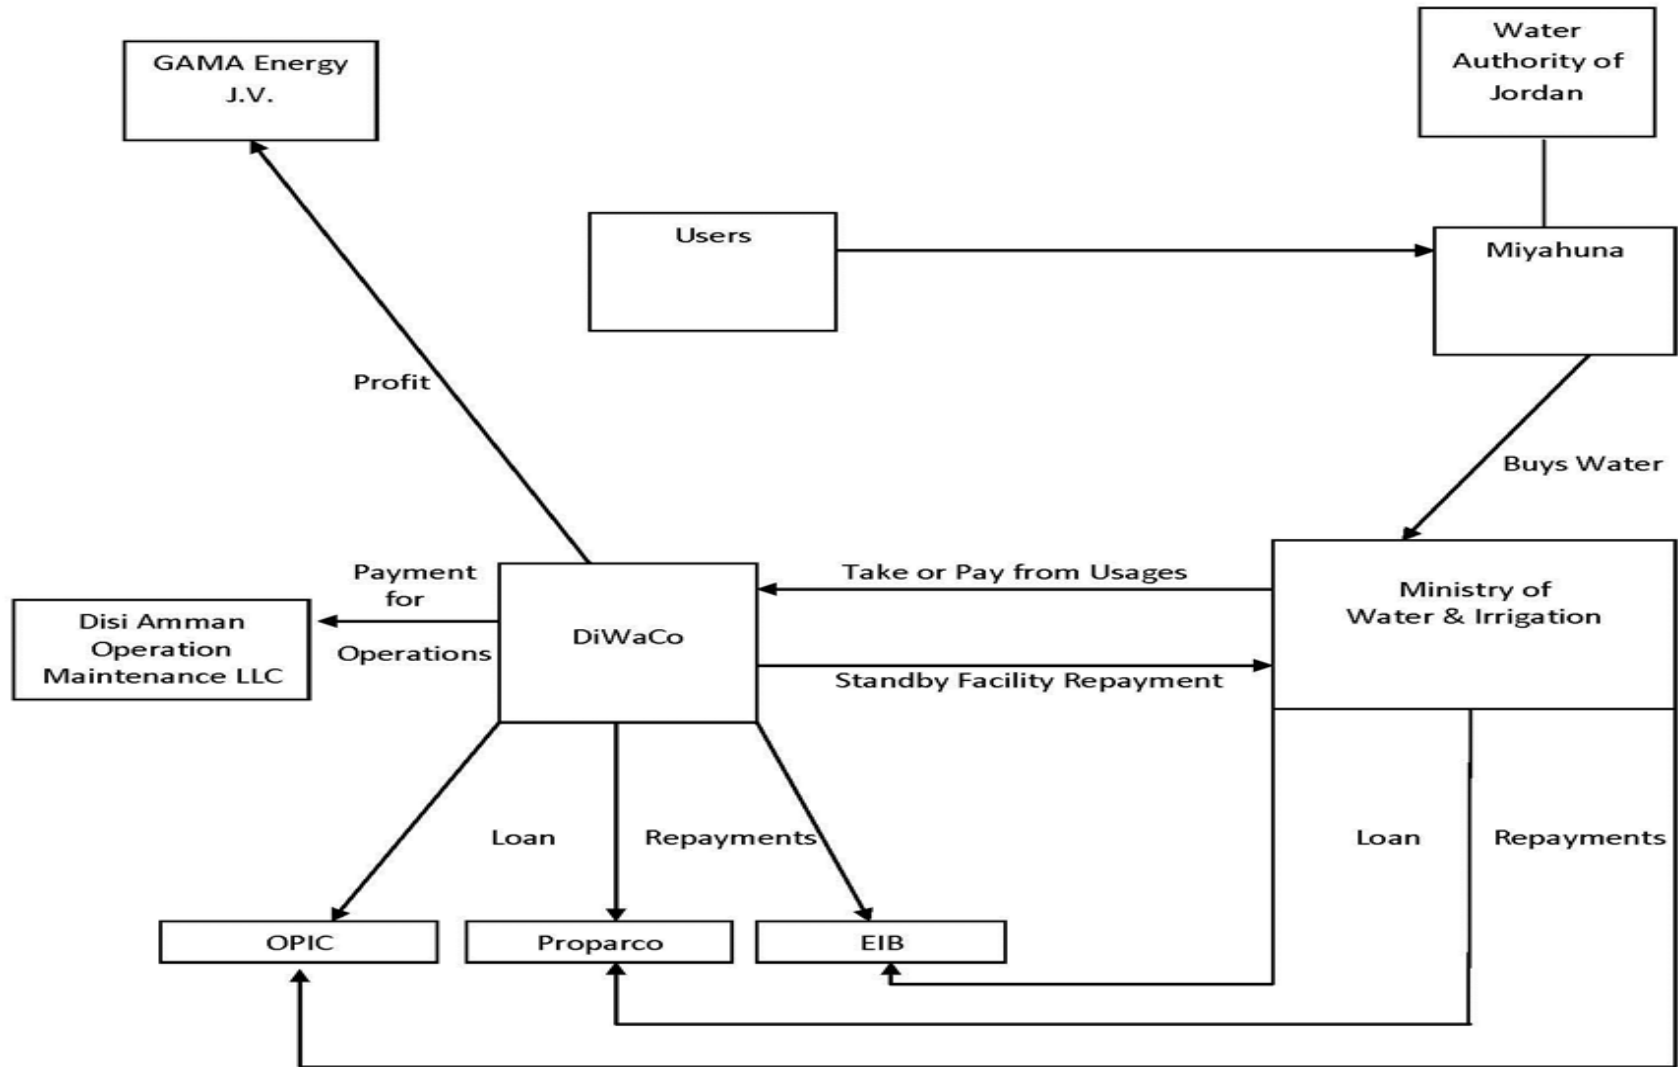 Water
Authority of
Jordan
GAMA Energy
J.V.
Users
Miyahuna
Profit
Buys Water
Payment
for
Operations
Take or Pay from Usages
Ministry of
Water & Irrigation
Disi Amman
Operation
Maintenance LLC
DiWaCo
Standby Facility Repayment
Loan
Repayments
Loan
Repayments
OPIC
Proparco
EIB